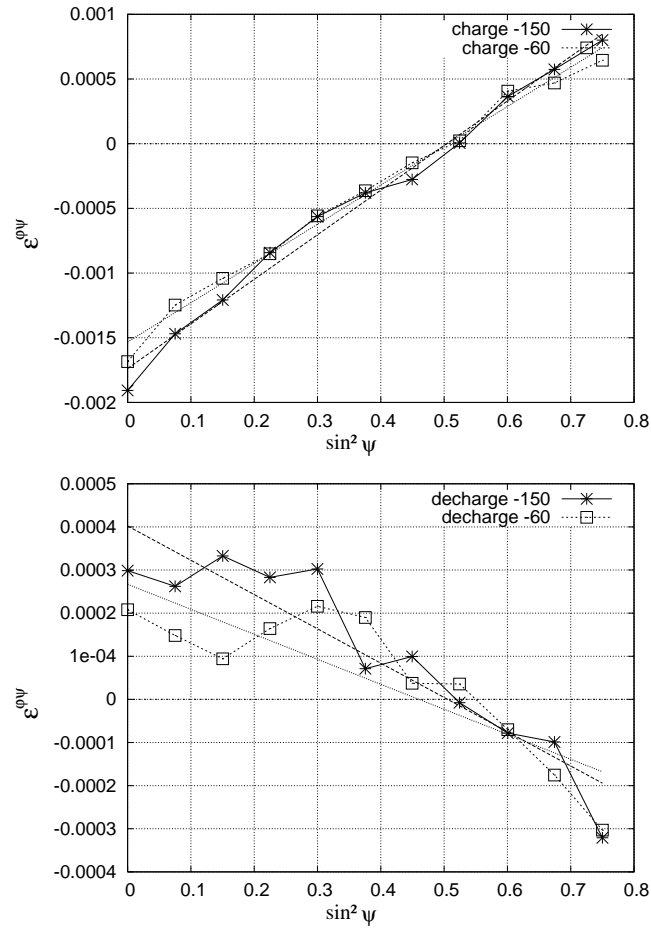 0.001
0.0005
0
-0.0005
-0.001
-0.0015
-0.002
ε^φψ
charge -150
charge -60
0 0.1 0.2 0.3 0.4 0.5 0.6 0.7 0.8
sin² ψ
0.0005
0.0004
0.0003
0.0002
1e-04
0
-0.0001
-0.0002
-0.0003
-0.0004
ε^φψ
decharge -150
decharge -60
0 0.1 0.2 0.3 0.4 0.5 0.6 0.7 0.8
sin² ψ